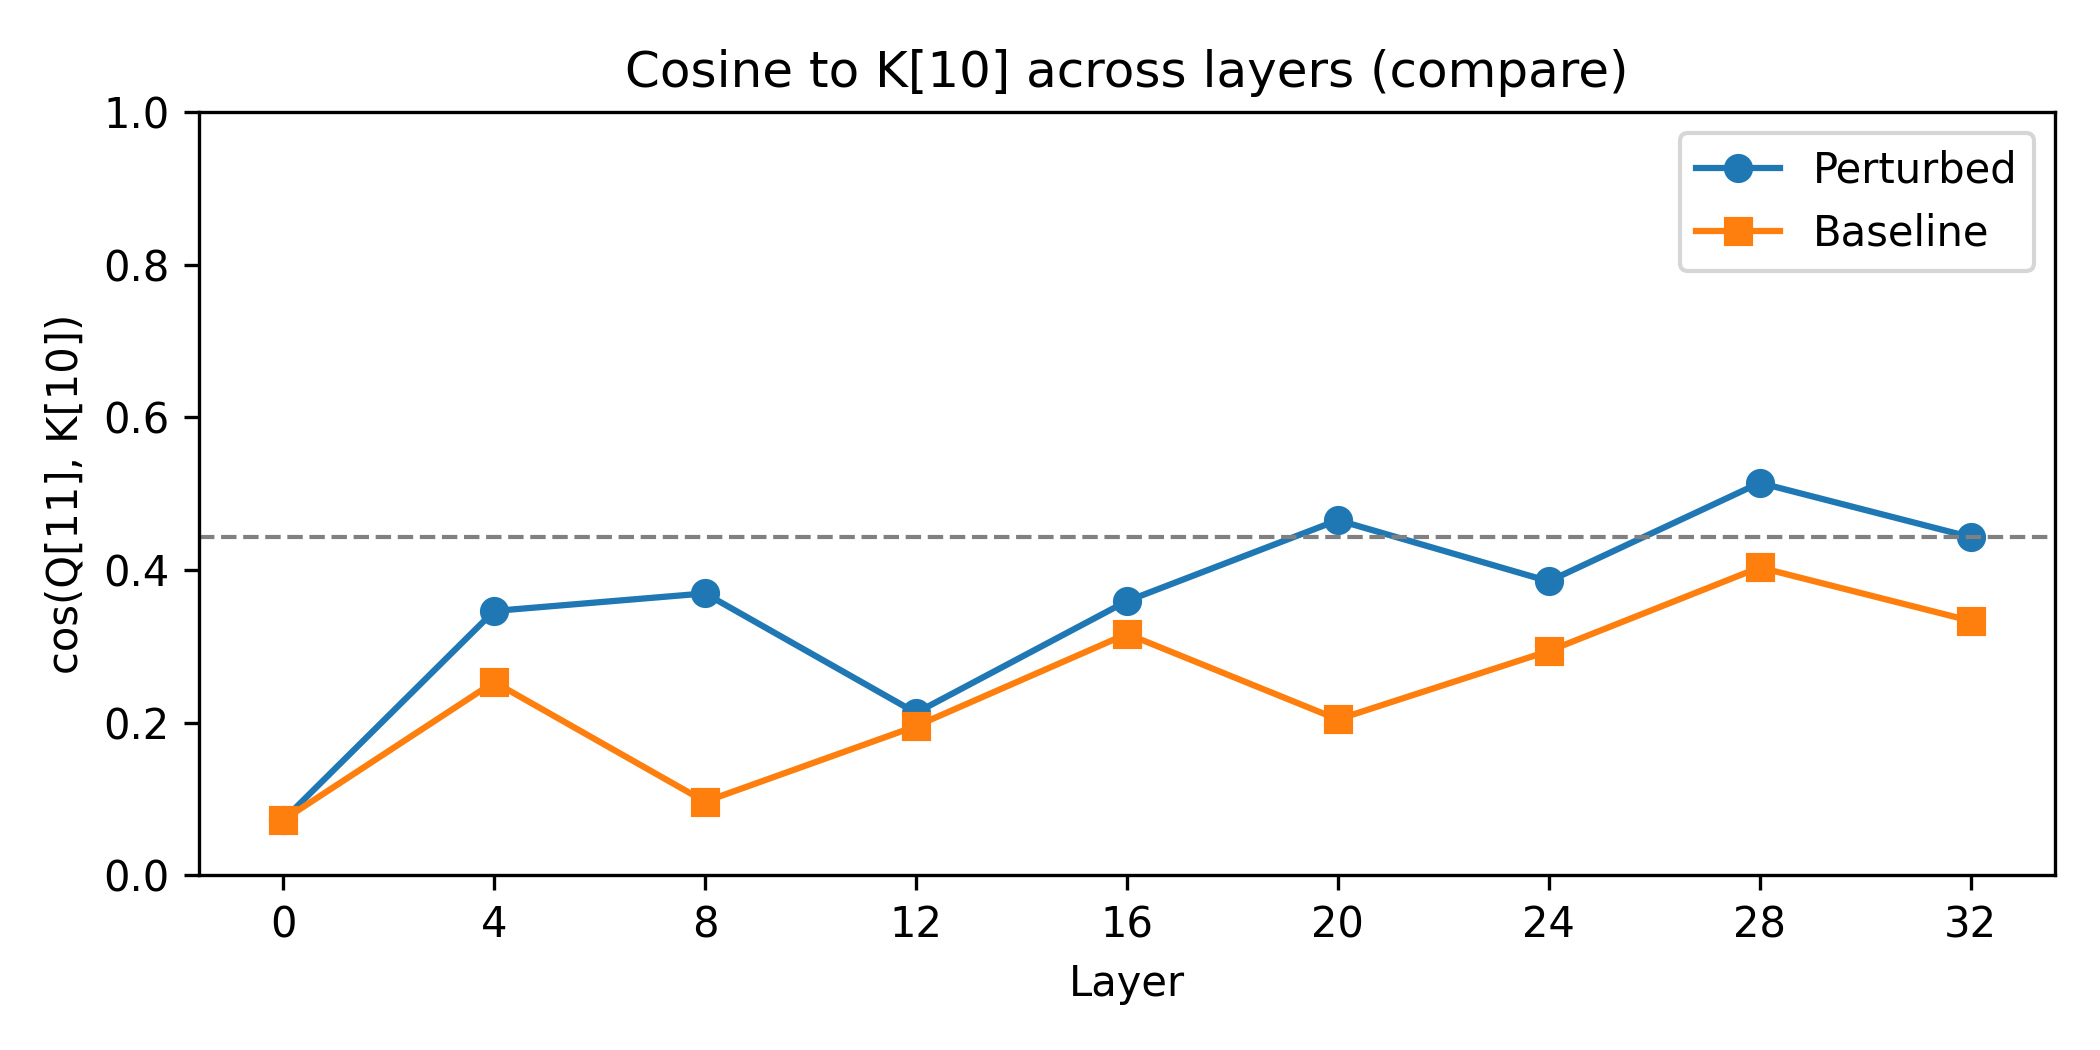 Cosine to K[10] across layers (compare)
1.0
0.8
0.6
0.4
0.2
0.0
cos(Q[11], K[10])
Perturbed
Baseline
0 4 8 12 16 20 24 28 32
Layer